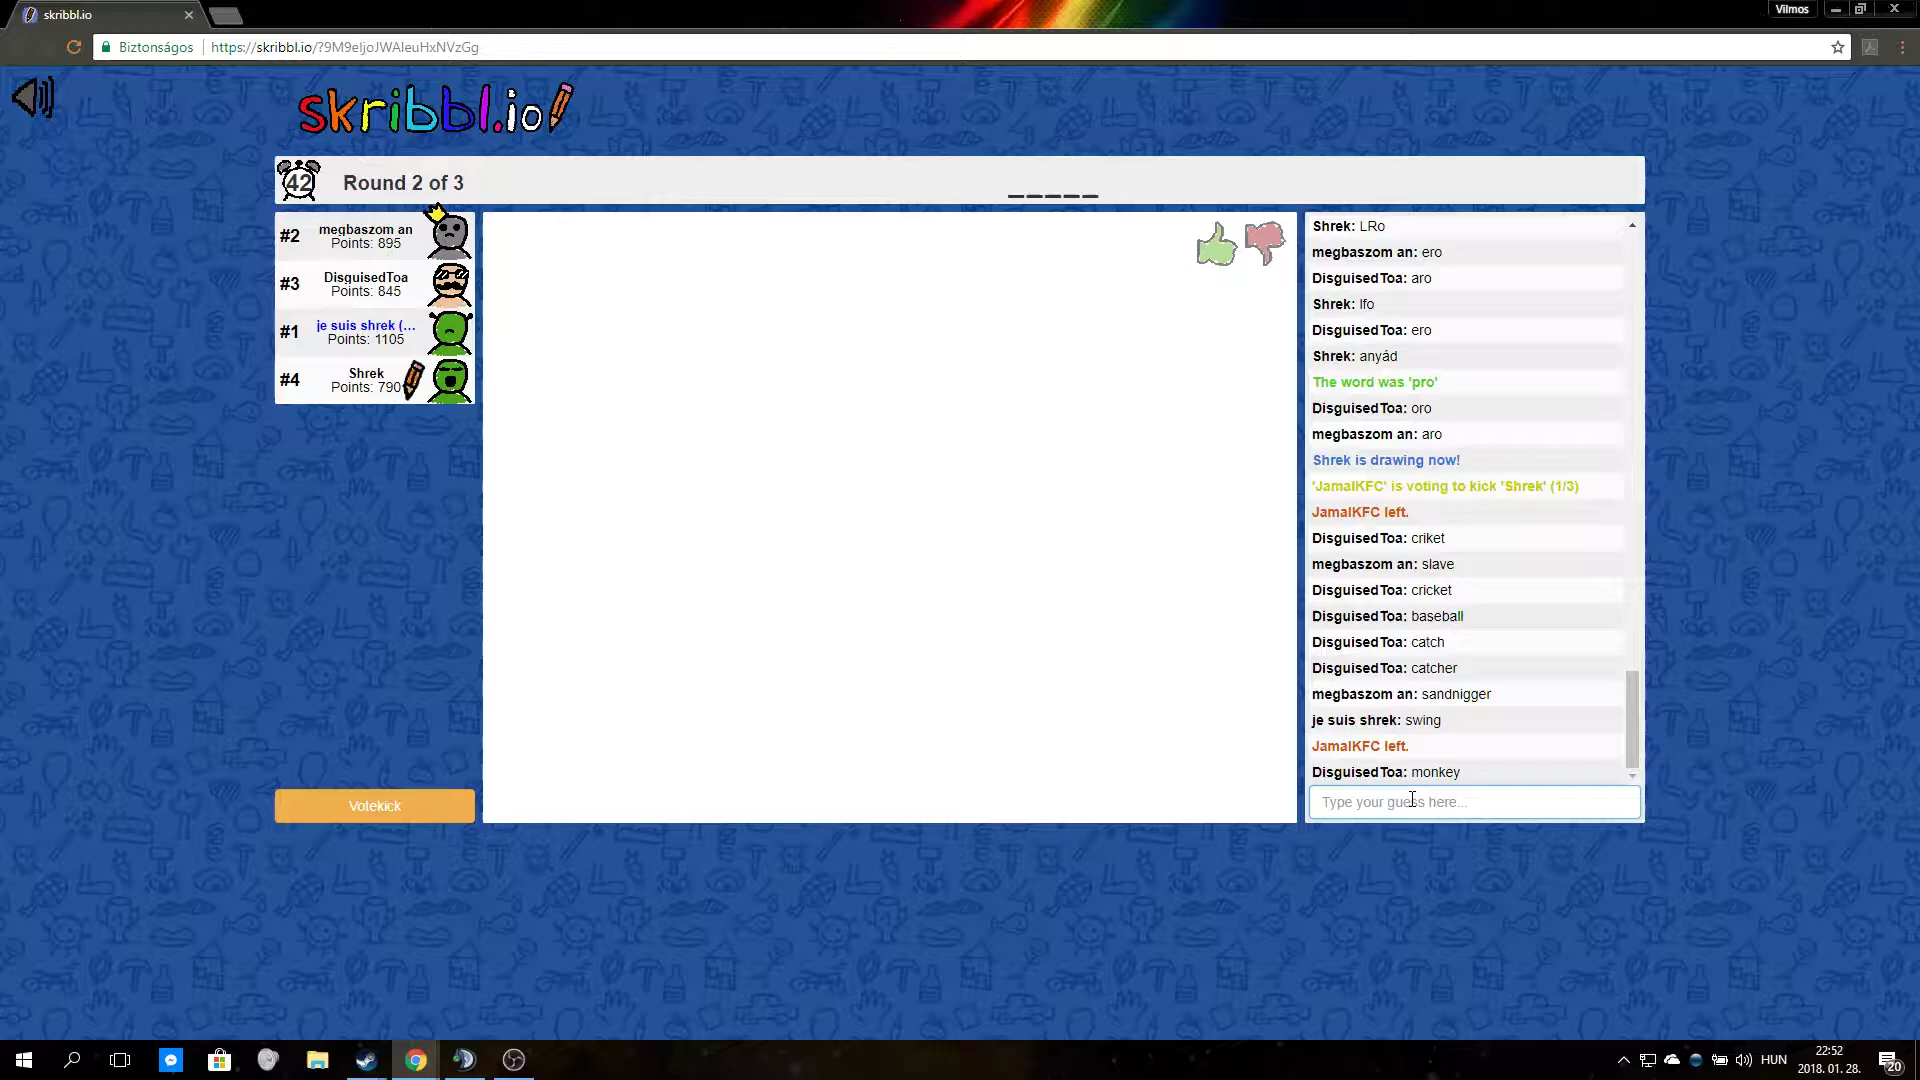 skribbl.io
Vilmos
Biztonságos
https://skribbl.io/?9M9eIjoJWAleuHxNVzGg
skribbl.io
42
Round 2 of 3
_____
#2
megbaszom an
Points: 895
#3
DisguisedToa
Points: 845
#1
je suis shrek (...
Points: 1105
#4
Shrek
Points: 790
Votekick
Shrek: LRo
megbaszom an: ero
DisguisedToa: aro
Shrek: lfo
DisguisedToa: ero
Shrek: anyád
The word was 'pro'
DisguisedToa: oro
megbaszom an: aro
Shrek is drawing now!
'JamalKFC' is voting to kick 'Shrek' (1/3)
JamalKFC left.
DisguisedToa: criket
megbaszom an: slave
DisguisedToa: cricket
DisguisedToa: baseball
DisguisedToa: catch
DisguisedToa: catcher
megbaszom an: sandnigger
je suis shrek: swing
JamalKFC left.
DisguisedToa: monkey
Type your guess here...
HUN
22:52
2018. 01. 28.
20